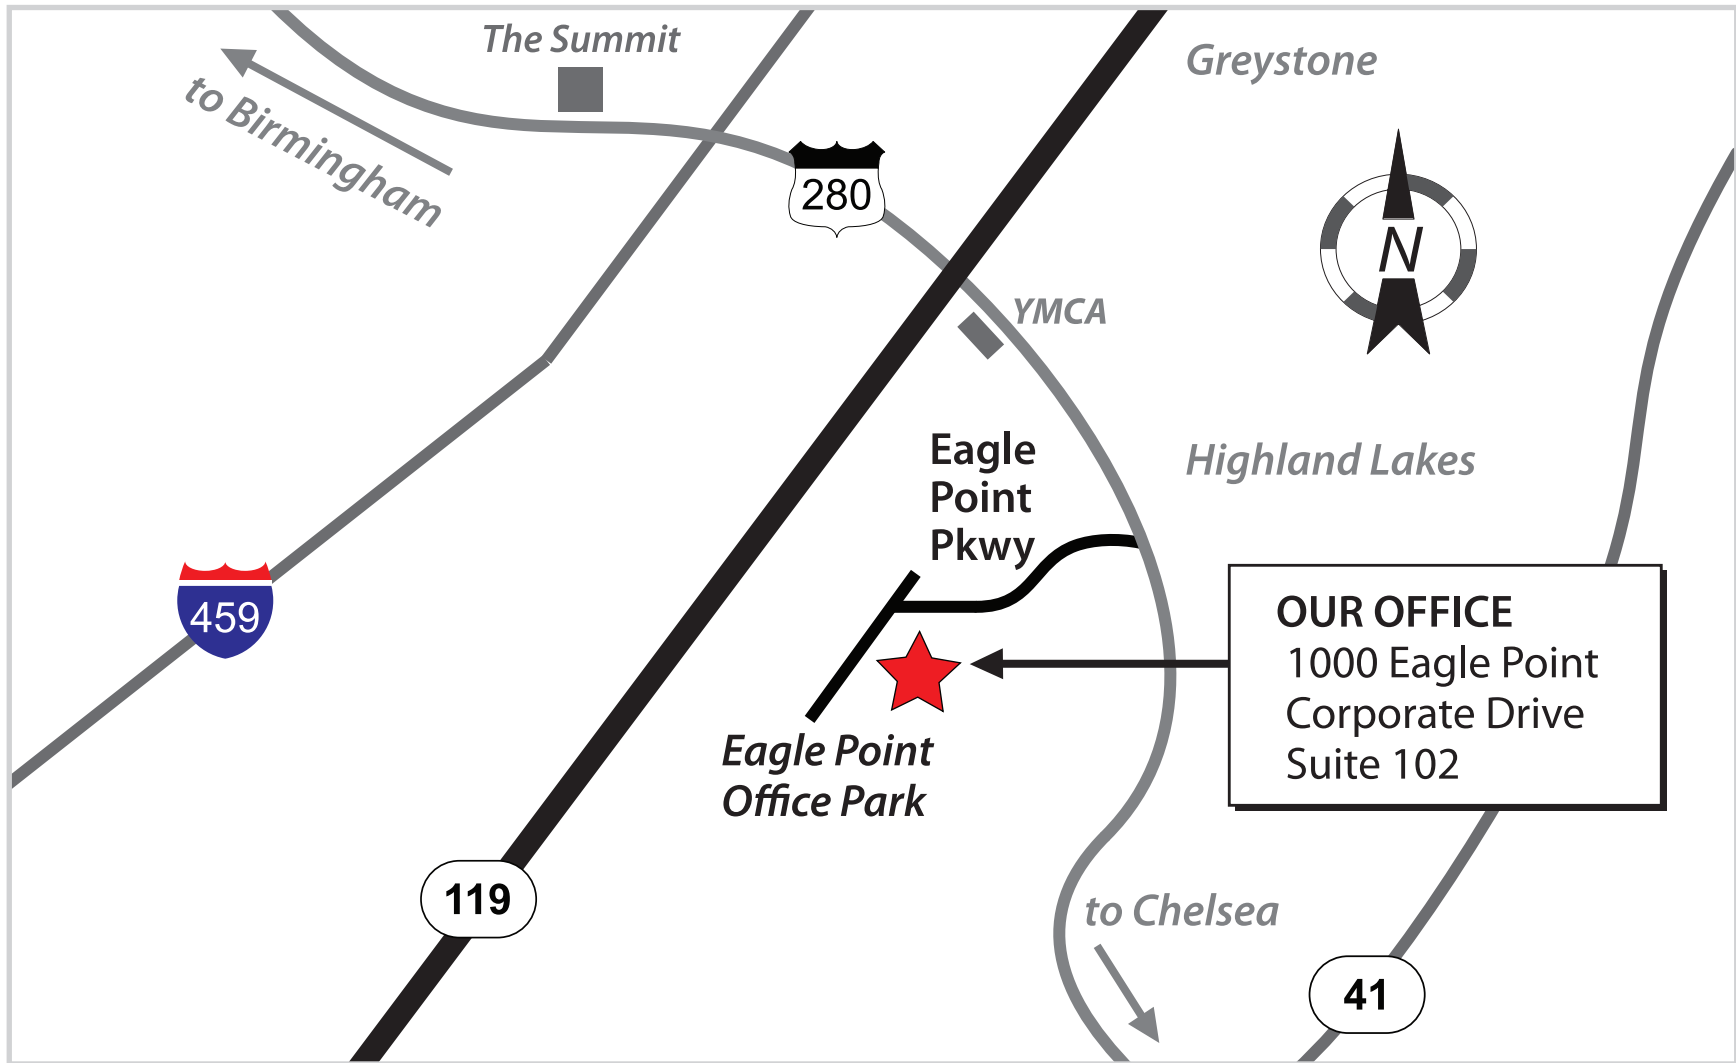 The Summit
Greystone
to Birmingham
280
N
YMCA
Eagle
Point
Pkwy
Highland Lakes
459
OUR OFFICE
1000 Eagle Point
Corporate Drive
Suite 102
Eagle Point
Office Park
119
to Chelsea
41